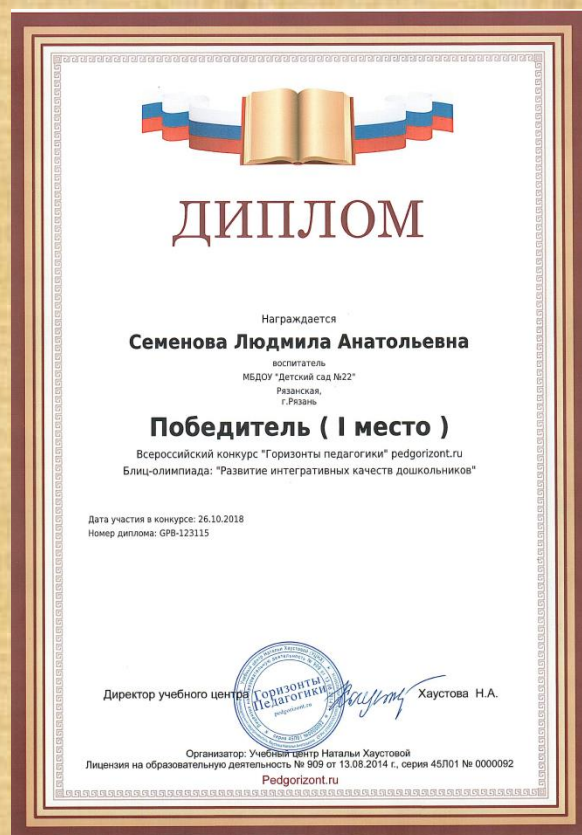 ДИПЛОМ
Награждается
Семенова Людмила Анатольевна
воспитатель
МБДОУ "Детский сад №22"
Рязанская,
г.Рязань
Победитель ( I место )
Всероссийский конкурс "Горизонты педагогики" pedgorizont.ru
Блиц-олимпиада: "Развитие интегративных качеств дошкольников"
Дата участия в конкурсе: 26.10.2018
Номер диплома: GPB-123115
Директор учебного центра
Горизонты
Педагогики
pedgorizont.ru
Хаустова Н.А.
Организатор: Учебный центр Натальи Хаустовой
Лицензия на образовательную деятельность № 909 от 13.08.2014 г., серия 45Л01 № 0000092
Pedgorizont.ru